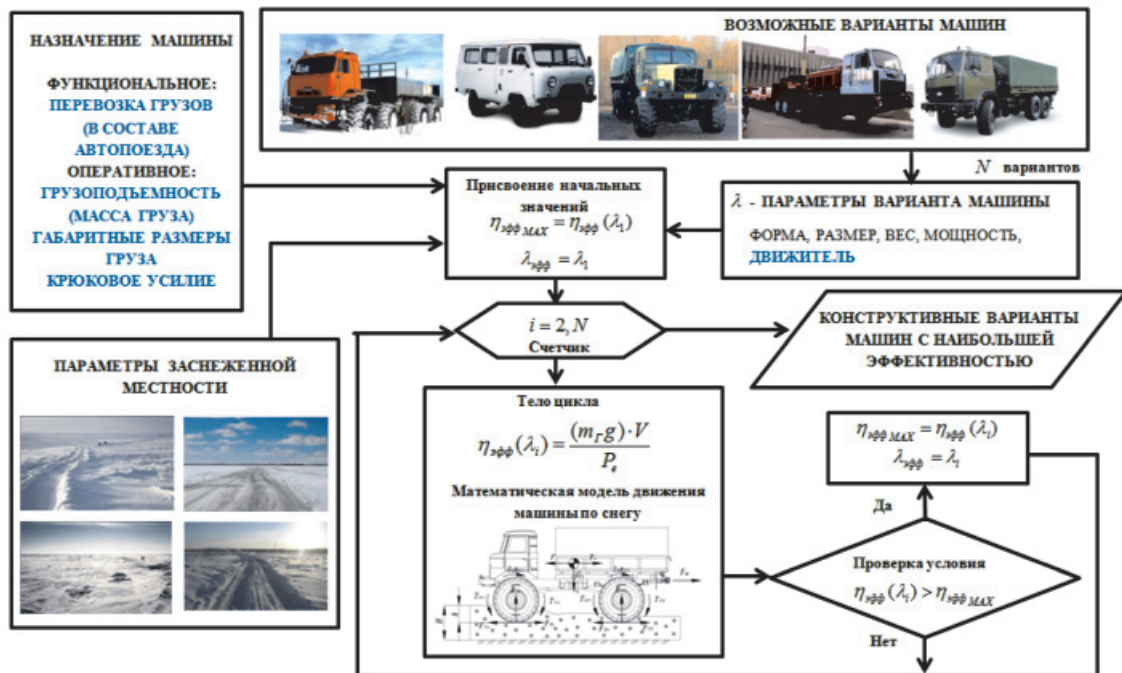 НАЗНАЧЕНИЕ МАШИНЫ
ФУНКЦИОНАЛЬНОЕ:
ПЕРЕВОЗКА ГРУЗОВ
(В СОСТАВЕ
АВТОПОЕЗДА)
ОПЕРАТИВНОЕ:
ГРУЗОПОДЪЕМНОСТЬ
(МАССА ГРУЗА)
ГАБАРИТНЫЕ РАЗМЕРЫ
ГРУЗА
КРЮКОВОЕ УСИЛИЕ
ВОЗМОЖНЫЕ ВАРИАНТЫ МАШИН
N вариантов
λ - ПАРАМЕТРЫ ВАРИАНТА МАШИНЫ
ФОРМА, РАЗМЕР, ВЕС, МОЩНОСТЬ,
ДВИЖИТЕЛЬ
Присвоение начальных
значений
η_эфф MAX = η_эфф(λ₁)
λ_эфф = λ₁
i = 2, N
Счетчик
КОНСТРУКТИВНЫЕ ВАРИАНТЫ
МАШИН С НАИБОЛЬШЕЙ
ЭФФЕКТИВНОСТЬЮ
ПАРАМЕТРЫ ЗАСНЕЖЕННОЙ
МЕСТНОСТИ
Тело цикла
η_эфф(λ_i) = (m_Г g)·V / P_e
Математическая модель движения
машины по снегу
η_эфф MAX = η_эфф(λ_i)
λ_эфф = λ_i
Да
Проверка условия
η_эфф(λ_i) > η_эфф MAX
Нет